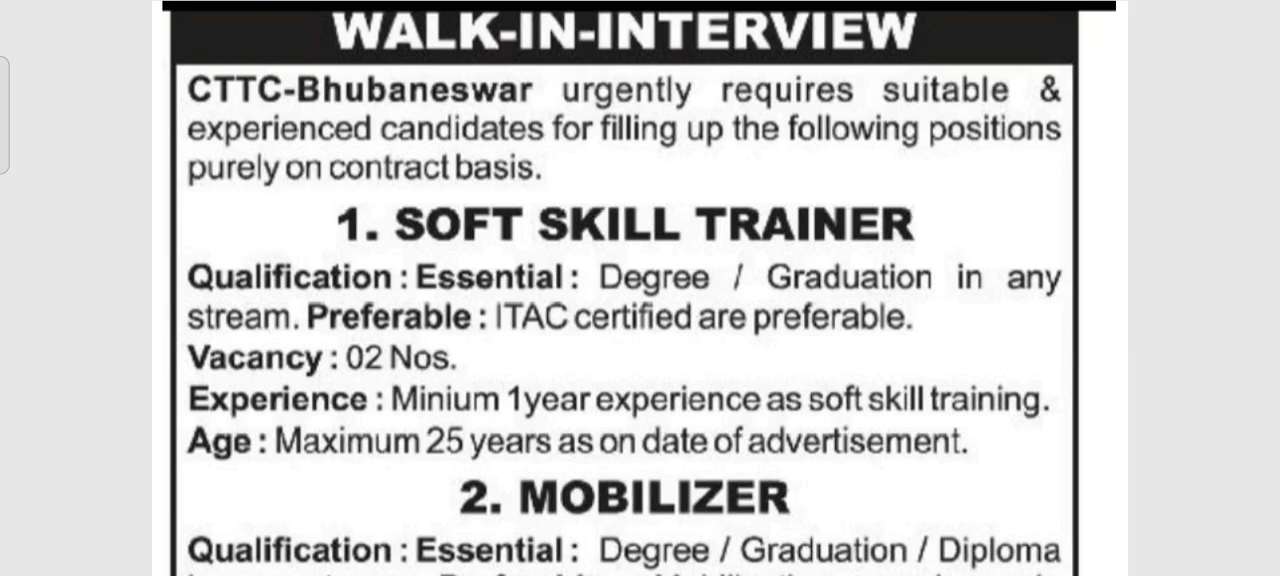 WALK-IN-INTERVIEW
CTTC-Bhubaneswar urgently requires suitable &
experienced candidates for filling up the following positions
purely on contract basis.
1. SOFT SKILL TRAINER
Qualification : Essential : Degree / Graduation in any
stream. Preferable : ITAC certified are preferable.
Vacancy : 02 Nos.
Experience : Minium 1year experience as soft skill training.
Age : Maximum 25 years as on date of advertisement.
2. MOBILIZER
Qualification : Essential : Degree / Graduation / Diploma